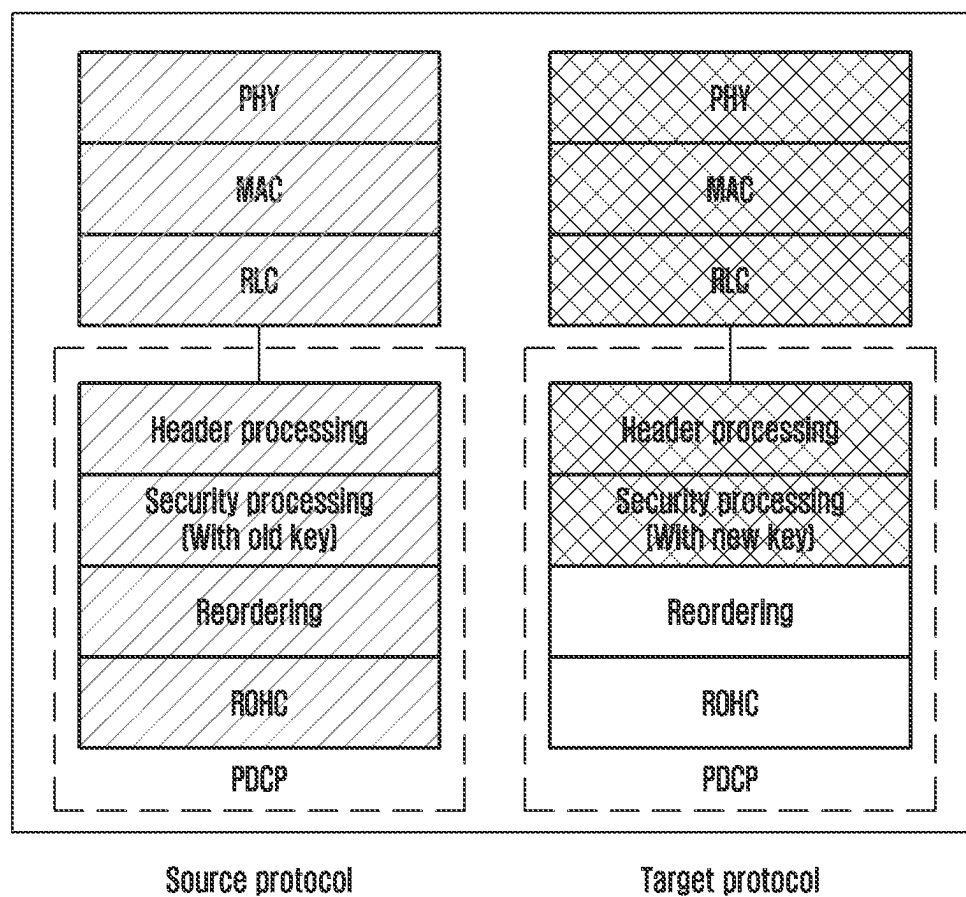 PHY
MAC
RLC
Header processing
Security processing
(With old key)
Reordering
ROHC
PDCP
Source protocol
PHY
MAC
RLC
Header processing
Security processing
(With new key)
Reordering
ROHC
PDCP
Target protocol